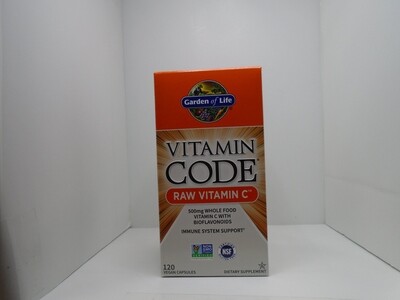 Garden of Life
VITAMIN
CODE
RAW VITAMIN C™
500mg WHOLE FOOD
VITAMIN C WITH
BIOFLAVONOIDS
IMMUNE SYSTEM SUPPORT
NSF
120
VEGAN CAPSULES
DIETARY SUPPLEMENT